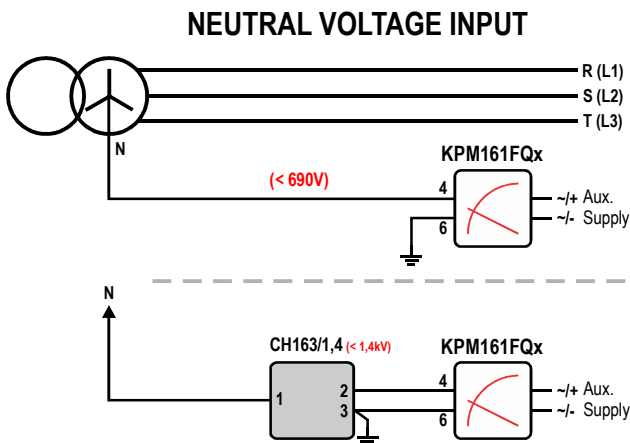 NEUTRAL VOLTAGE INPUT
R (L1)
S (L2)
T (L3)
N
KPM161FQx
(< 690V)
4
~/+ Aux.
6
~/- Supply
N
CH163/1,4 (< 1,4kV)
KPM161FQx
1
2
4
~/+ Aux.
3
6
~/- Supply